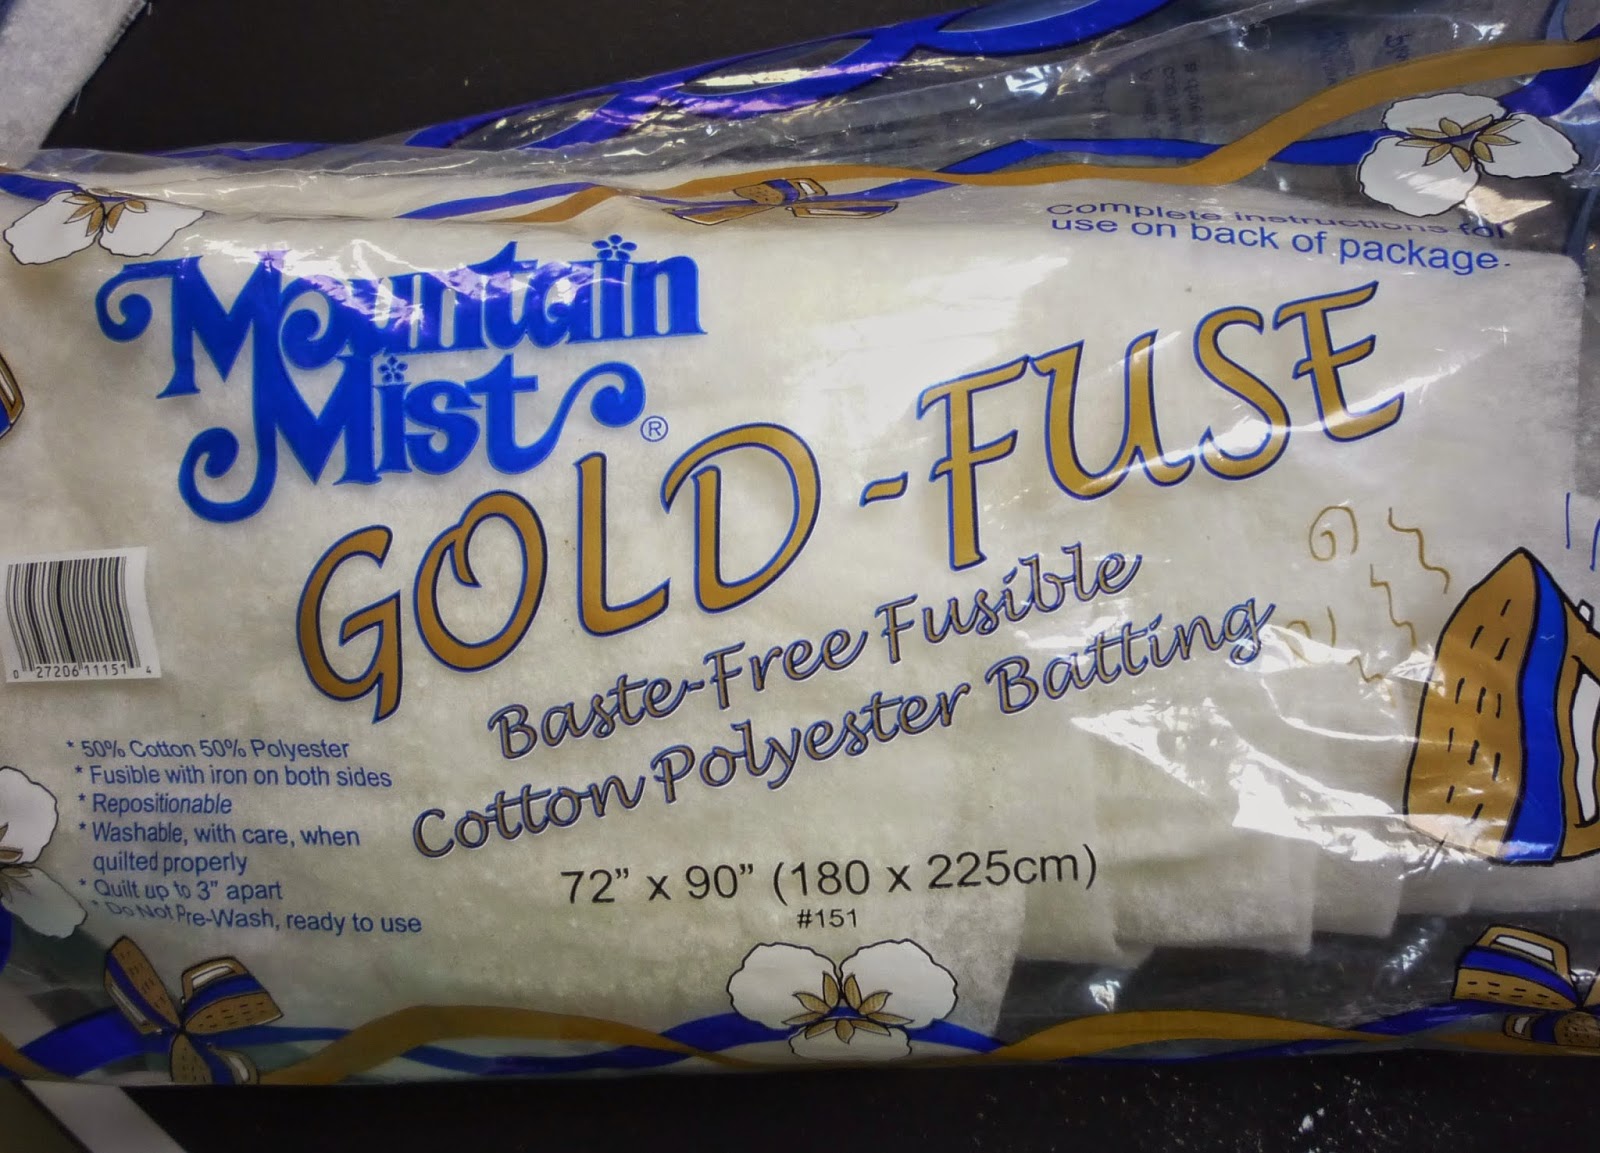 Complete instructions for
use on back of package.
Mountain
Mist®
GOLD-FUSE
Baste-Free Fusible
Cotton Polyester Batting
0 27206 11151 4
* 50% Cotton 50% Polyester
* Fusible with iron on both sides
* Repositionable
* Washable, with care, when
quilted properly
* Quilt up to 3" apart
* Do Not Pre-Wash, ready to use
72” x 90” (180 x 225cm)
#151